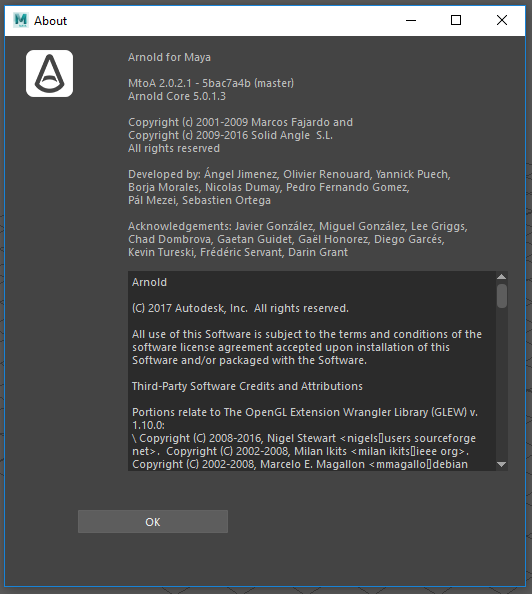 About
Arnold for Maya
MtoA 2.0.2.1 - 5bac7a4b (master)
Arnold Core 5.0.1.3
Copyright (c) 2001-2009 Marcos Fajardo and
Copyright (c) 2009-2016 Solid Angle  S.L.
All rights reserved
Developed by: Ángel Jimenez, Olivier Renouard, Yannick Puech,
Borja Morales, Nicolas Dumay, Pedro Fernando Gomez,
Pál Mezei, Sebastien Ortega
Acknowledgements: Javier González, Miguel González, Lee Griggs,
Chad Dombrova, Gaetan Guidet, Gaël Honorez, Diego Garcés,
Kevin Tureski, Frédéric Servant, Darin Grant
Arnold
(C) 2017 Autodesk, Inc.  All rights reserved.
All use of this Software is subject to the terms and conditions of the
software license agreement accepted upon installation of this
Software and/or packaged with the Software.
Third-Party Software Credits and Attributions
Portions relate to The OpenGL Extension Wrangler Library (GLEW) v.
1.10.0:
\ Copyright (C) 2008-2016, Nigel Stewart <nigels▯users sourceforge
net>.  Copyright (C) 2002-2008, Milan Ikits <milan ikits▯ieee org>.
Copyright (C) 2002-2008, Marcelo E. Magallon <mmagallo▯debian
OK